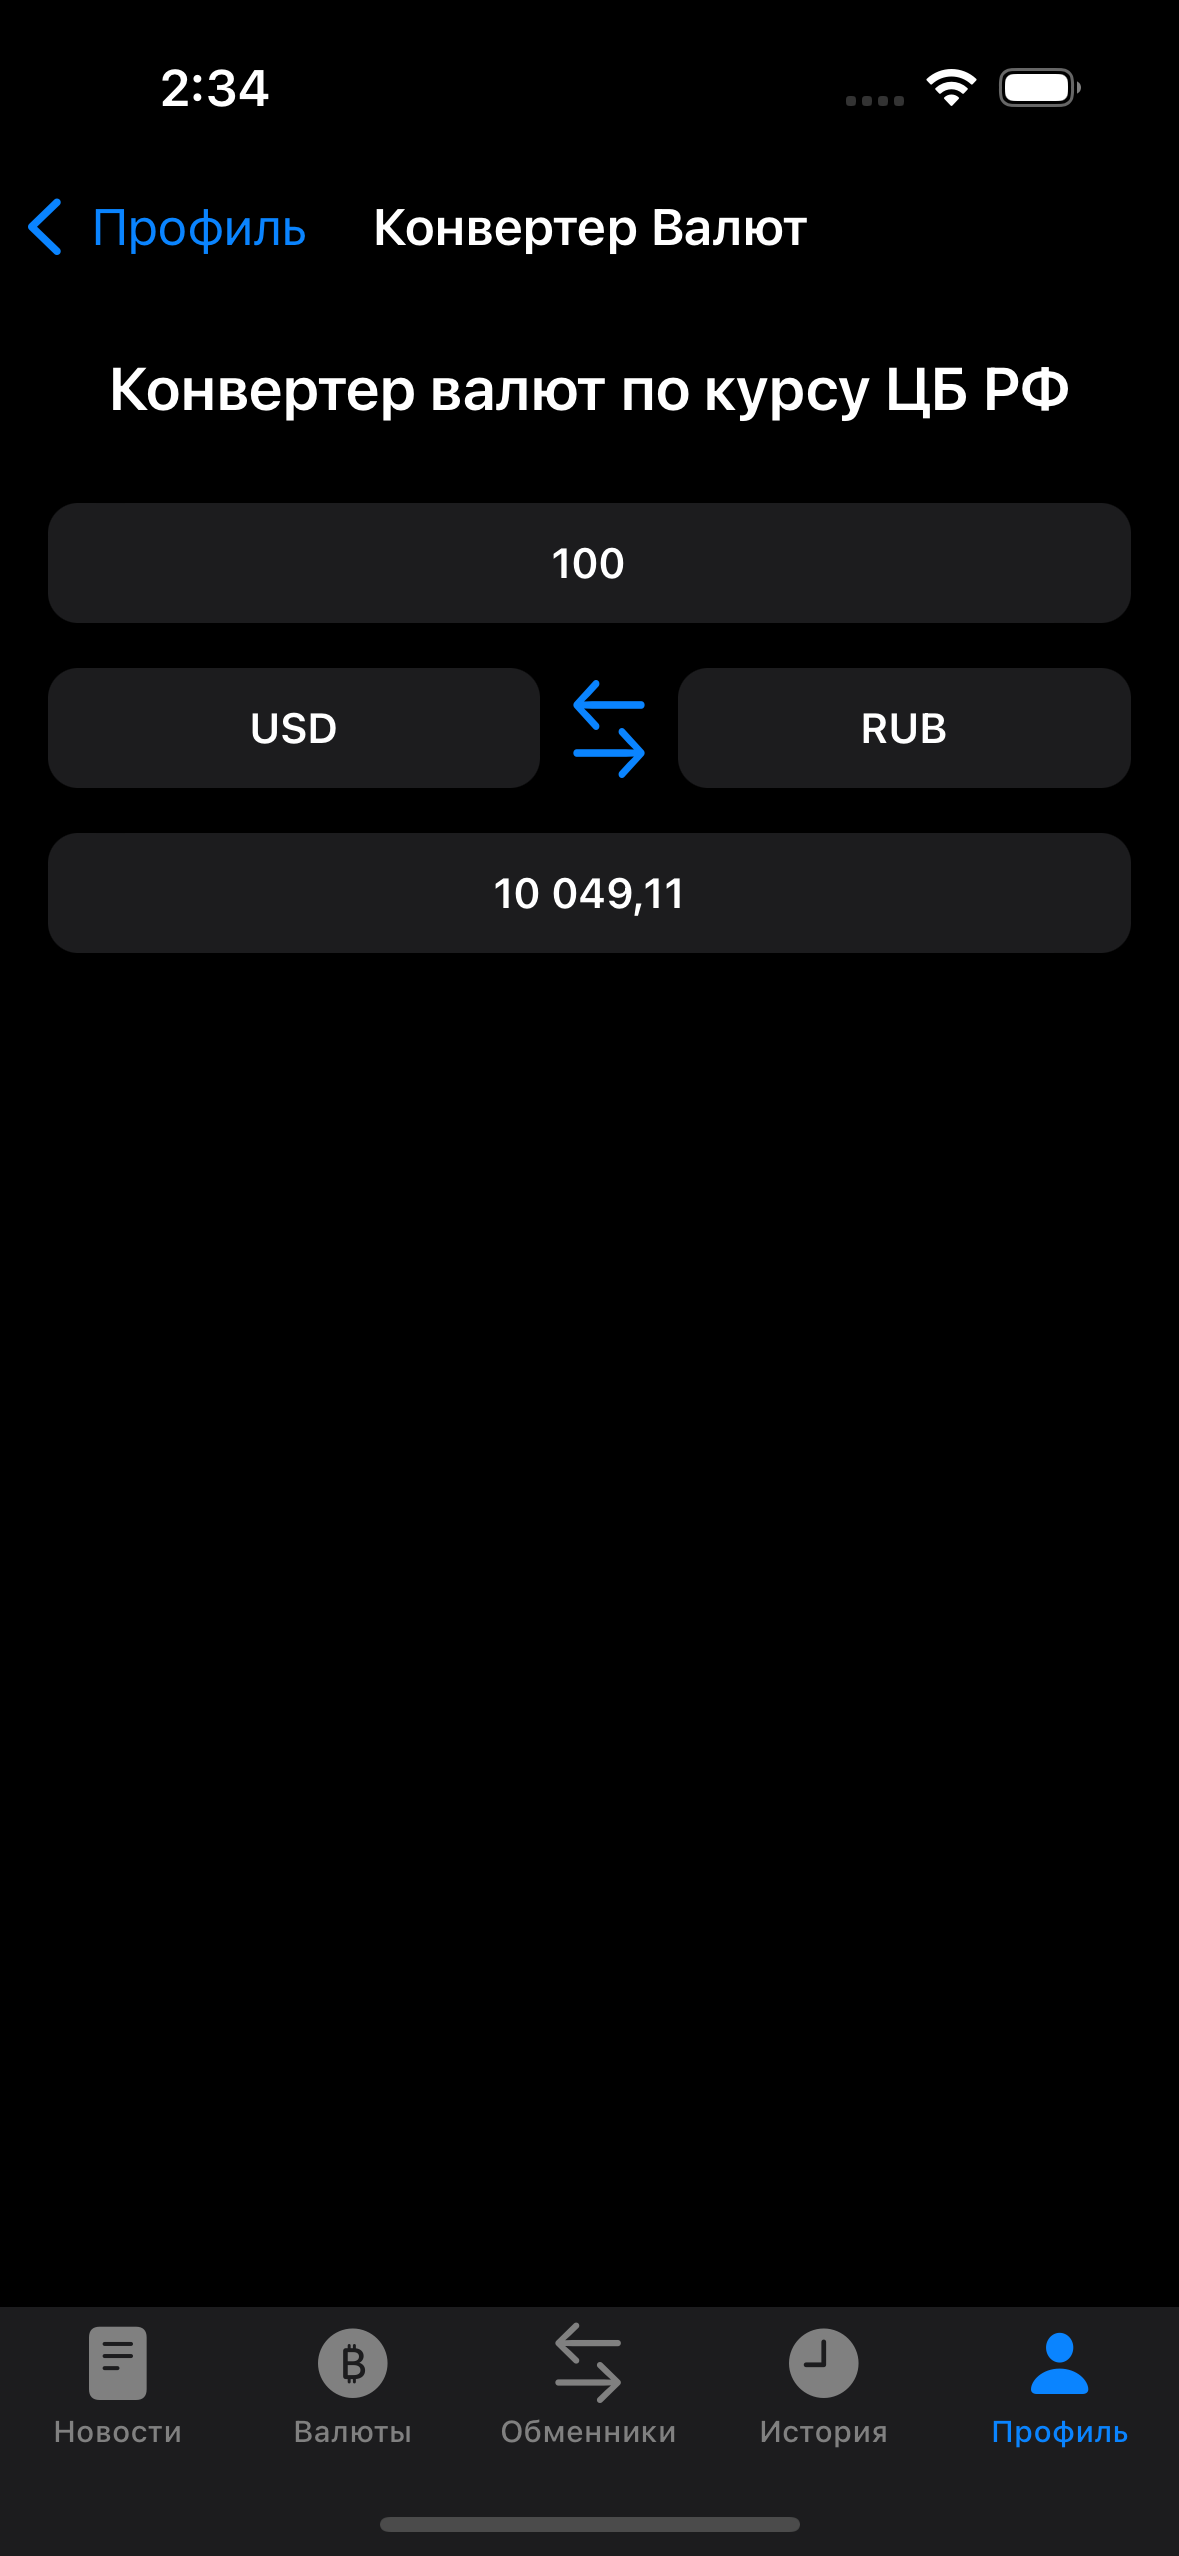 2:34
Профиль Конвертер Валют
Конвертер валют по курсу ЦБ РФ
100
USD RUB
10 049,11
Новости Валюты Обменники История Профиль